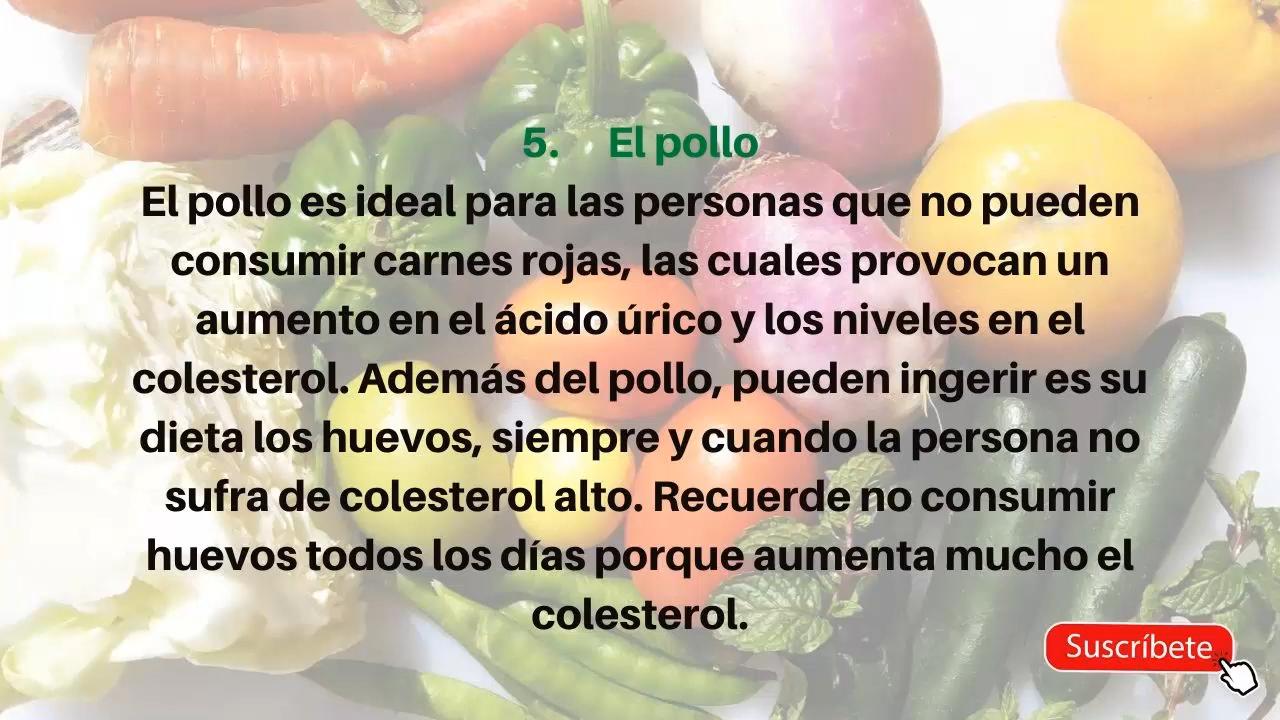 5. El pollo
El pollo es ideal para las personas que no pueden
consumir carnes rojas, las cuales provocan un
aumento en el ácido úrico y los niveles en el
colesterol. Además del pollo, pueden ingerir es su
dieta los huevos, siempre y cuando la persona no
sufra de colesterol alto. Recuerde no consumir
huevos todos los días porque aumenta mucho el
colesterol.
Suscríbete